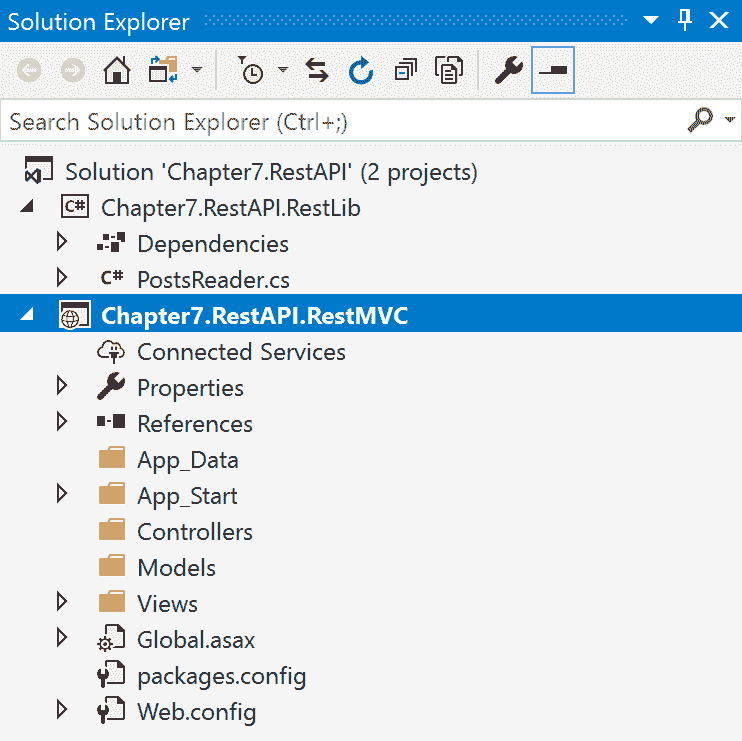 Solution Explorer
Search Solution Explorer (Ctrl+;)
Solution 'Chapter7.RestAPI' (2 projects)
C# Chapter7.RestAPI.RestLib
Dependencies
C# PostsReader.cs
Chapter7.RestAPI.RestMVC
Connected Services
Properties
References
App_Data
App_Start
Controllers
Models
Views
Global.asax
packages.config
Web.config